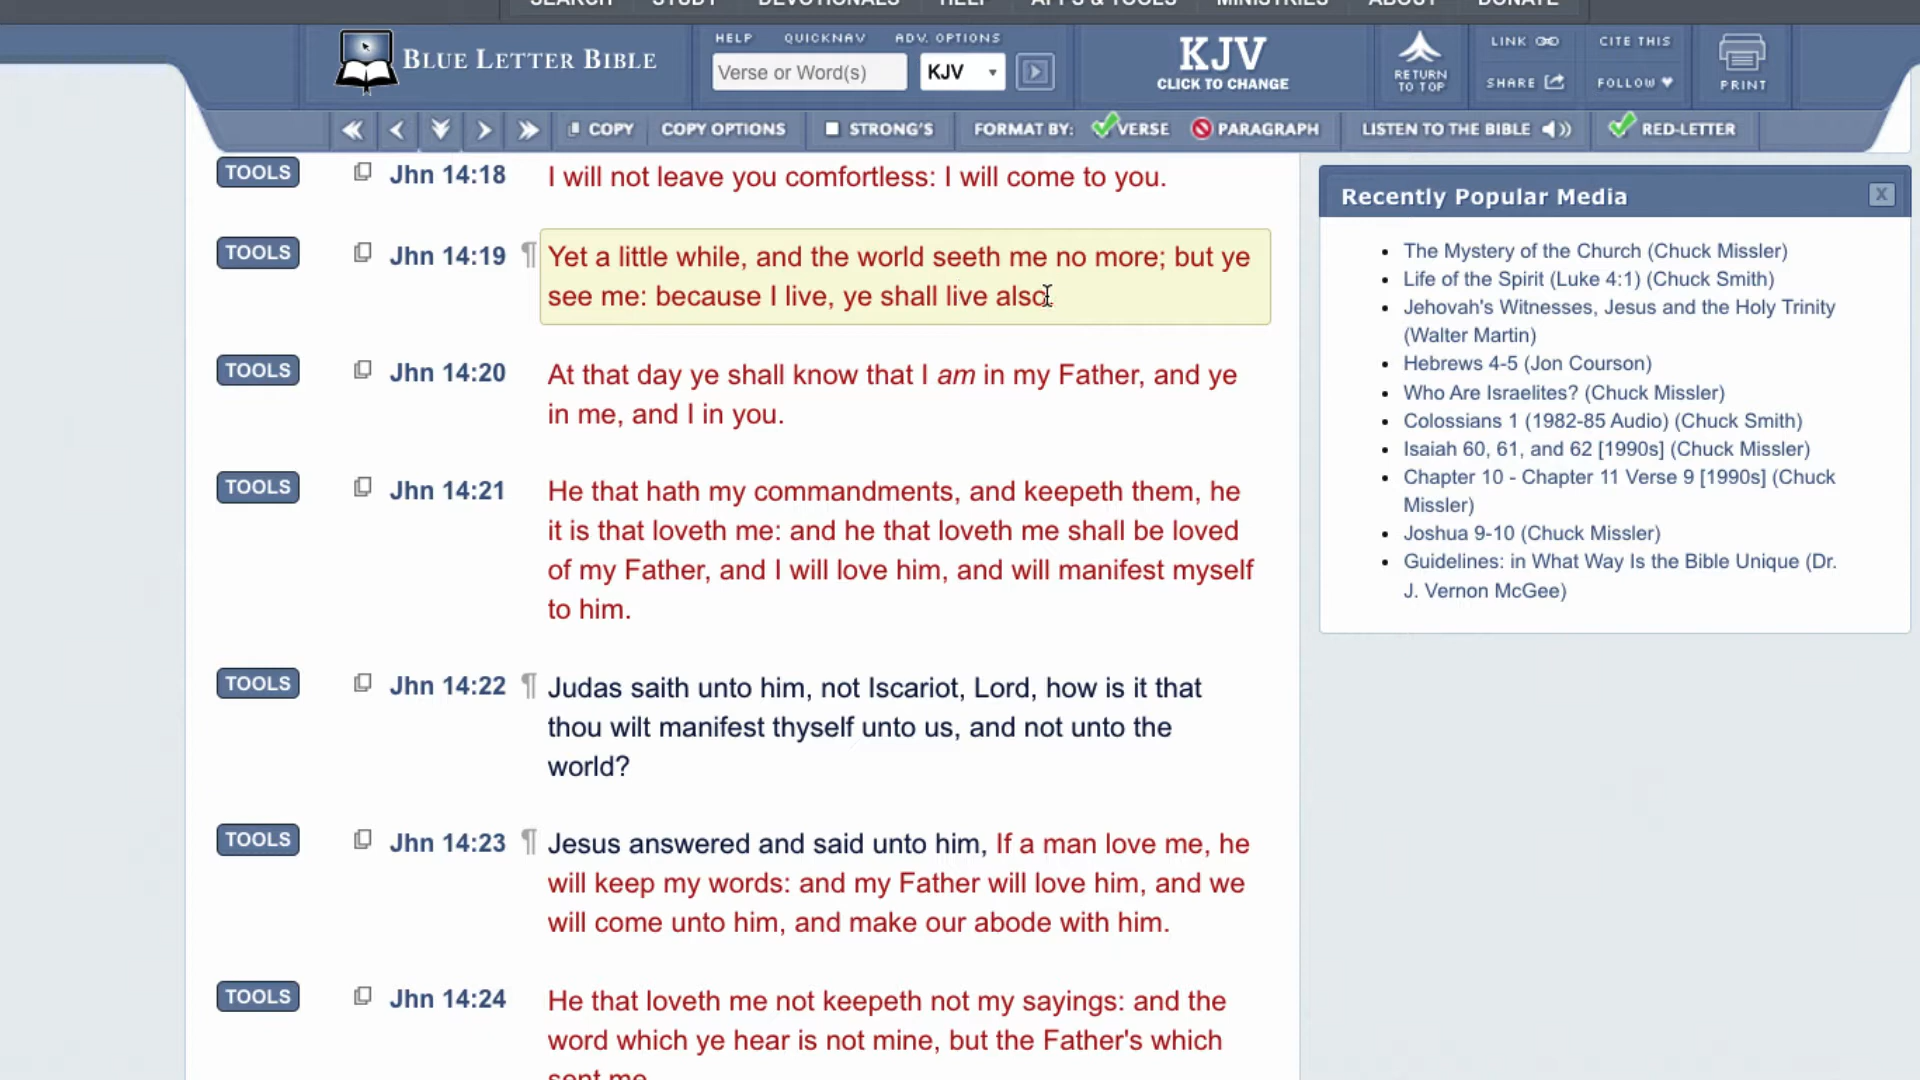 SEARCH STUDY DEVOTIONALS HELP APPS & TOOLS MINISTRIES ABOUT DONATE
BLUE LETTER BIBLE
HELP QUICKNAV ADV. OPTIONS
Verse or Word(s) KJV
KJV
CLICK TO CHANGE
RETURN
TO TOP
LINK
SHARE
CITE THIS
FOLLOW
PRINT
COPY COPY OPTIONS STRONG'S FORMAT BY: VERSE PARAGRAPH LISTEN TO THE BIBLE RED-LETTER
TOOLS Jhn 14:18 I will not leave you comfortless: I will come to you.
TOOLS Jhn 14:19 ¶ Yet a little while, and the world seeth me no more; but ye
see me: because I live, ye shall live also.
TOOLS Jhn 14:20 At that day ye shall know that I am in my Father, and ye
in me, and I in you.
TOOLS Jhn 14:21 He that hath my commandments, and keepeth them, he
it is that loveth me: and he that loveth me shall be loved
of my Father, and I will love him, and will manifest myself
to him.
TOOLS Jhn 14:22 ¶ Judas saith unto him, not Iscariot, Lord, how is it that
thou wilt manifest thyself unto us, and not unto the
world?
TOOLS Jhn 14:23 ¶ Jesus answered and said unto him, If a man love me, he
will keep my words: and my Father will love him, and we
will come unto him, and make our abode with him.
TOOLS Jhn 14:24 He that loveth me not keepeth not my sayings: and the
word which ye hear is not mine, but the Father's which
sent me.
Recently Popular Media X
The Mystery of the Church (Chuck Missler)
Life of the Spirit (Luke 4:1) (Chuck Smith)
Jehovah's Witnesses, Jesus and the Holy Trinity
(Walter Martin)
Hebrews 4-5 (Jon Courson)
Who Are Israelites? (Chuck Missler)
Colossians 1 (1982-85 Audio) (Chuck Smith)
Isaiah 60, 61, and 62 [1990s] (Chuck Missler)
Chapter 10 - Chapter 11 Verse 9 [1990s] (Chuck
Missler)
Joshua 9-10 (Chuck Missler)
Guidelines: in What Way Is the Bible Unique (Dr.
J. Vernon McGee)